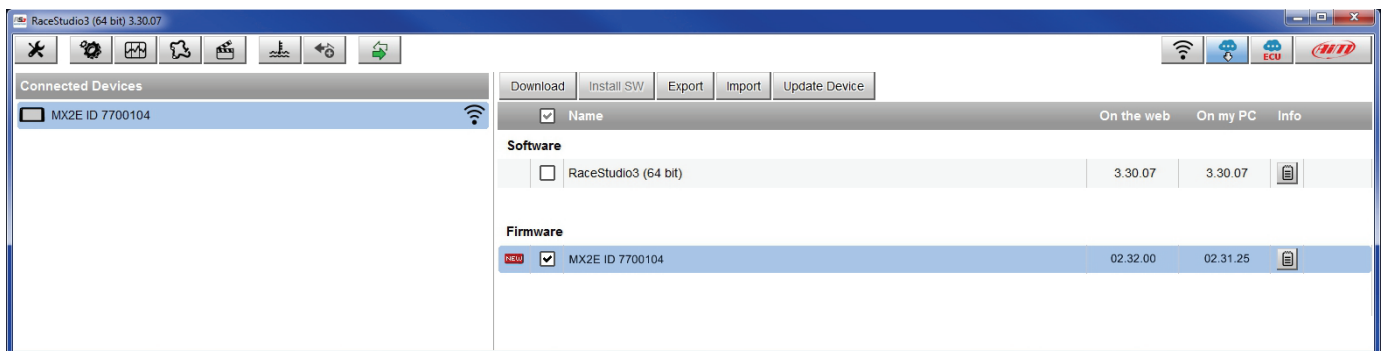 RaceStudio3 (64 bit) 3.30.07
ECU AiM
Connected Devices
MX2E ID 7700104
Download Install SW Export Import Update Device
Name On the web On my PC Info
Software
RaceStudio3 (64 bit) 3.30.07 3.30.07
Firmware
NEW MX2E ID 7700104 02.32.00 02.31.25